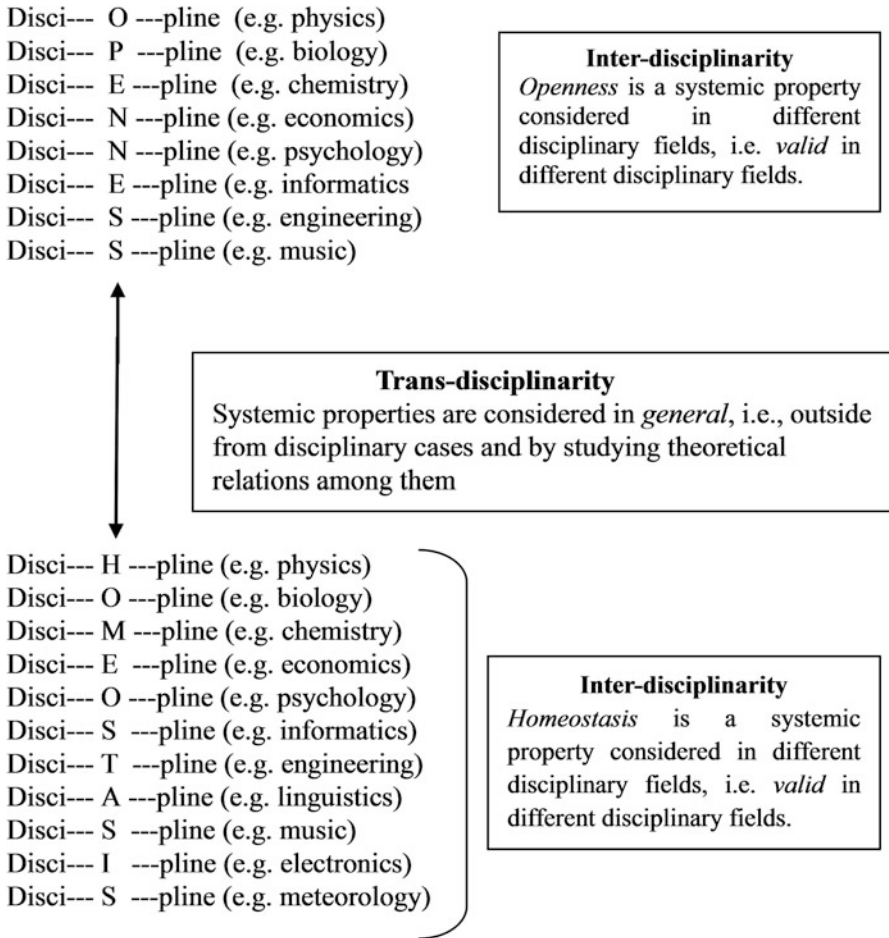 Disci--- O ---pline (e.g. physics)
Disci--- P ---pline (e.g. biology)
Disci--- E ---pline (e.g. chemistry)
Disci--- N ---pline (e.g. economics)
Disci--- N ---pline (e.g. psychology)
Disci--- E ---pline (e.g. informatics
Disci--- S ---pline (e.g. engineering)
Disci--- S ---pline (e.g. music)
Inter-disciplinarity
Openness is a systemic property
considered in different
disciplinary fields, i.e. valid in
different disciplinary fields.
Trans-disciplinarity
Systemic properties are considered in general, i.e., outside
from disciplinary cases and by studying theoretical
relations among them
Disci--- H ---pline (e.g. physics)
Disci--- O ---pline (e.g. biology)
Disci--- M ---pline (e.g. chemistry)
Disci--- E ---pline (e.g. economics)
Disci--- O ---pline (e.g. psychology)
Disci--- S ---pline (e.g. informatics)
Disci--- T ---pline (e.g. engineering)
Disci--- A ---pline (e.g. linguistics)
Disci--- S ---pline (e.g. music)
Disci--- I ---pline (e.g. electronics)
Disci--- S ---pline (e.g. meteorology)
Inter-disciplinarity
Homeostasis is a systemic
property considered in different
disciplinary fields, i.e. valid in
different disciplinary fields.